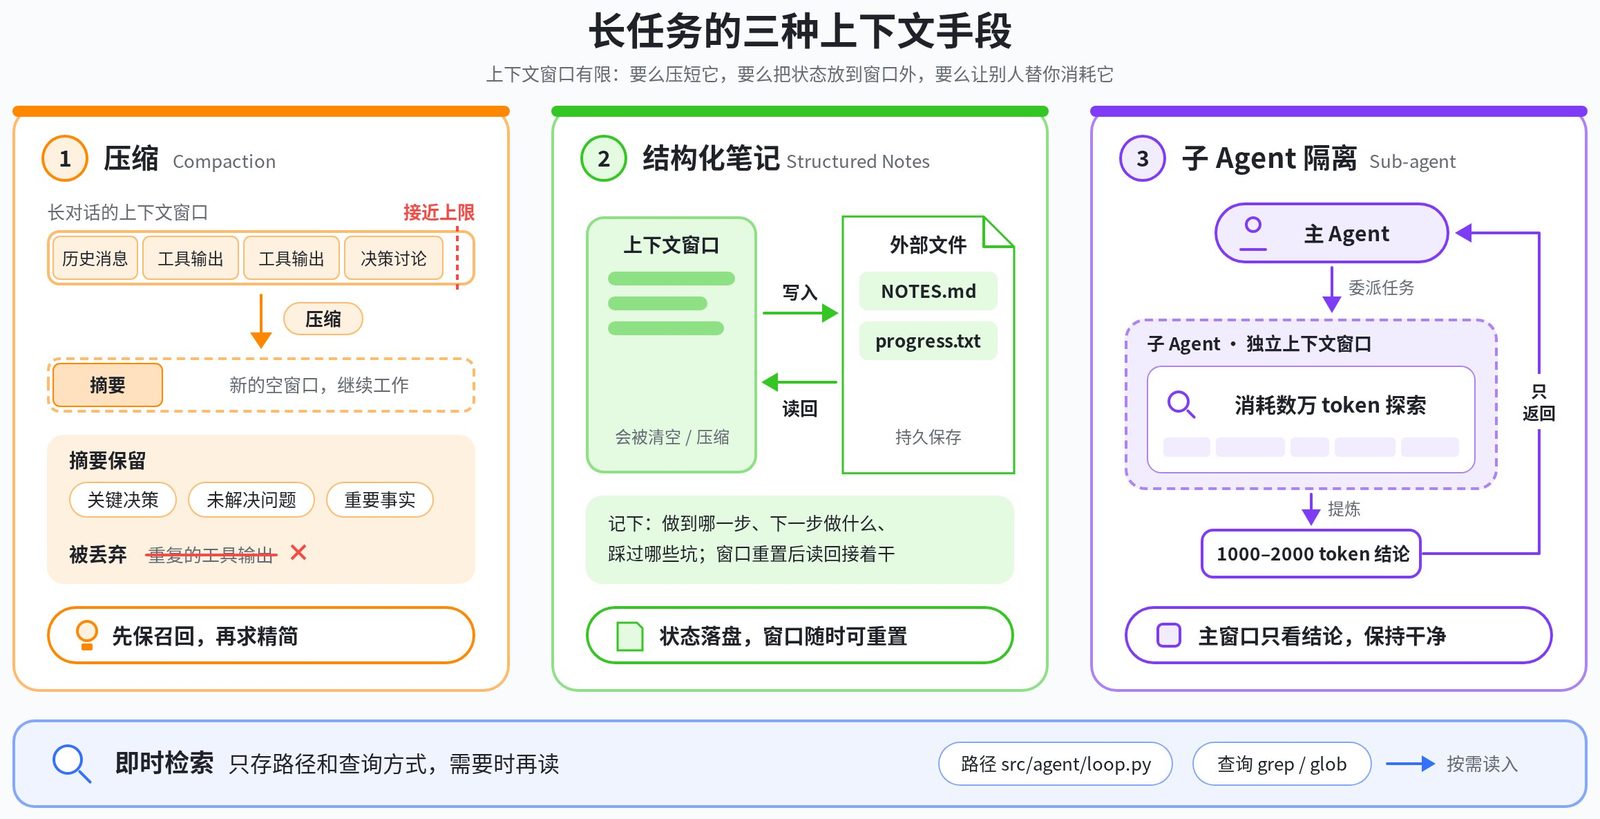 长任务的三种上下文手段
上下文窗口有限：要么压短它，要么把状态放到窗口外，要么让别人替你消耗它
1 压缩 Compaction
长对话的上下文窗口 接近上限
历史消息 工具输出 工具输出 决策讨论
压缩
摘要 新的空窗口，继续工作
摘要保留
关键决策 未解决问题 重要事实
被丢弃 重复的工具输出
先保召回，再求精简
2 结构化笔记 Structured Notes
上下文窗口
会被清空 / 压缩
写入
读回
外部文件
NOTES.md
progress.txt
持久保存
记下：做到哪一步、下一步做什么、
踩过哪些坑；窗口重置后读回接着干
状态落盘，窗口随时可重置
3 子 Agent 隔离 Sub-agent
主 Agent
委派任务
子 Agent · 独立上下文窗口
消耗数万 token 探索
提炼
1000–2000 token 结论
只
返回
主窗口只看结论，保持干净
即时检索 只存路径和查询方式，需要时再读
路径 src/agent/loop.py 查询 grep / glob 按需读入